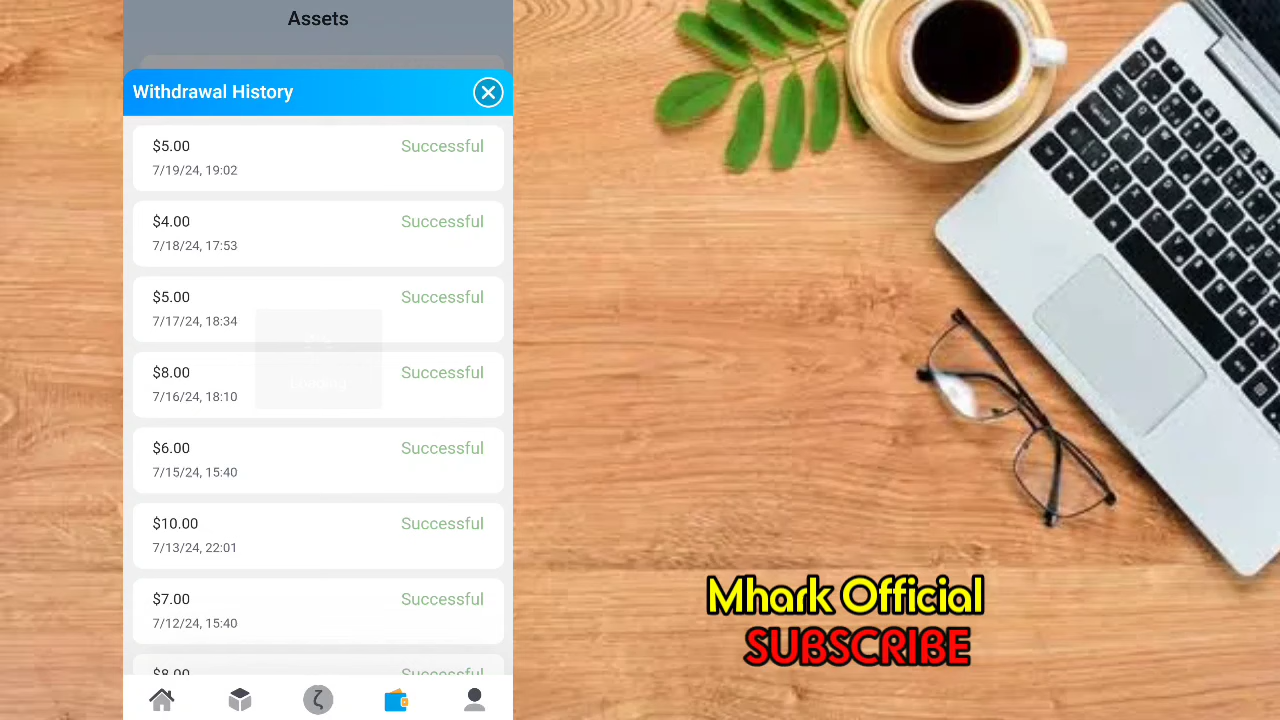 Assets
Withdrawal History
$5.00 Successful
7/19/24, 19:02
$4.00 Successful
7/18/24, 17:53
$5.00 Successful
7/17/24, 18:34
$8.00 Successful
7/16/24, 18:10
$6.00 Successful
7/15/24, 15:40
$10.00 Successful
7/13/24, 22:01
$7.00 Successful
7/12/24, 15:40
$8.00 Successful
Mhark Official
SUBSCRIBE